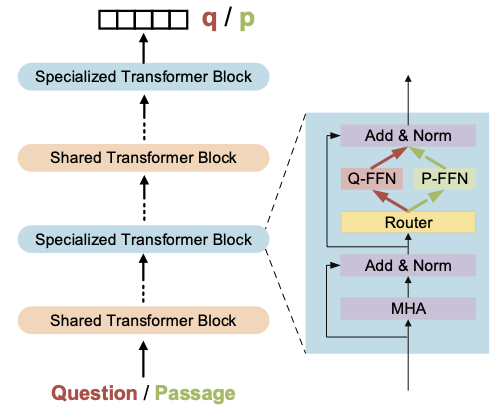 q / p
Specialized Transformer Block
Shared Transformer Block
Specialized Transformer Block
Shared Transformer Block
Question / Passage
Add & Norm
Q-FFN
P-FFN
Router
Add & Norm
MHA